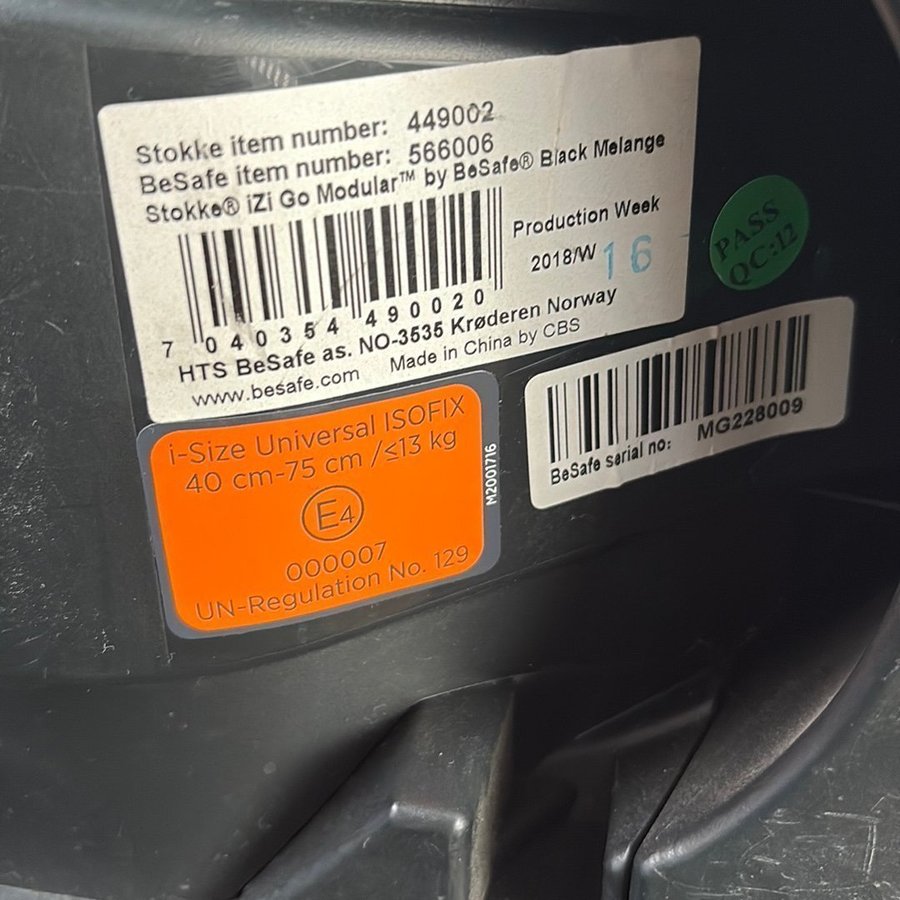 Stokke item number: 449002
BeSafe item number: 566006
Stokke® iZi Go Modular™ by BeSafe® Black Melange
Production Week
2018/W 16
7 040354 490020
HTS BeSafe as. NO-3535 Krøderen Norway
www.besafe.com Made in China by CBS
PASS
QC:12
i-Size Universal ISOFIX
40 cm-75 cm /≤13 kg
E4
000007
UN-Regulation No. 129
M2001716
MG228009
BeSafe serial no: